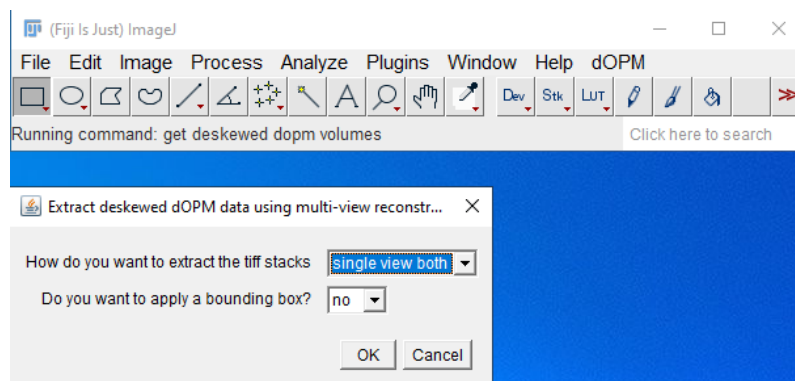 (Fiji Is Just) ImageJ
File Edit Image Process Analyze Plugins Window Help dOPM
A Dev Stk LUT >>
Running command: get deskewed dopm volumes Click here to search
Extract deskewed dOPM data using multi-view reconstr...
How do you want to extract the tiff stacks single view both
Do you want to apply a bounding box? no
OK Cancel